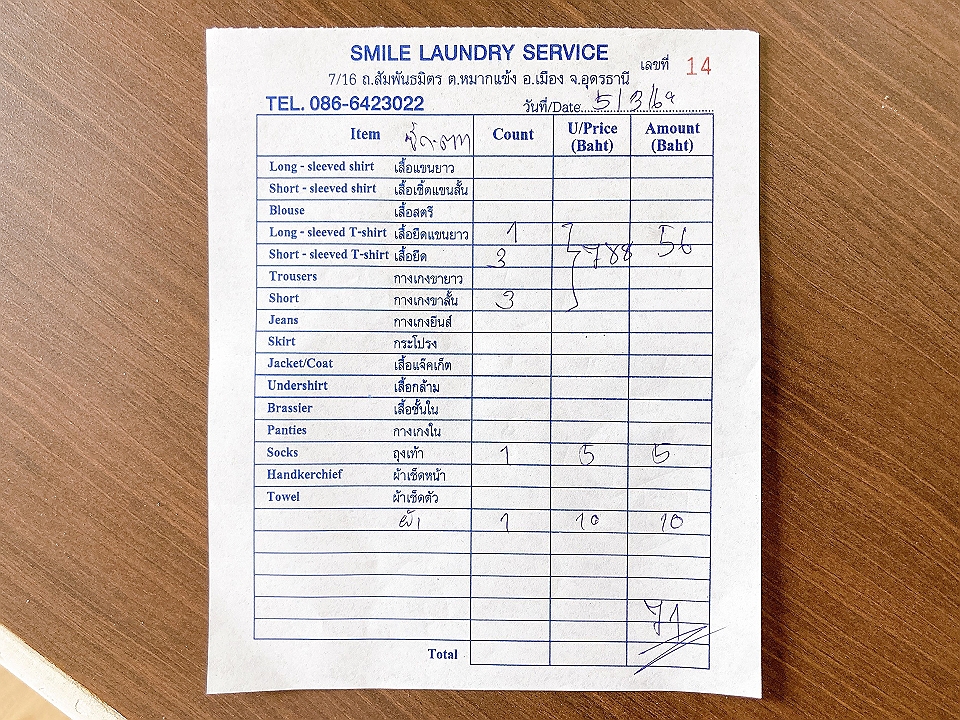 SMILE LAUNDRY SERVICE
เลขที่ 14
7/16 ถ.สัมพันธมิตร ต.หมากแข้ง อ.เมือง จ.อุดรธานี
TEL. 086-6423022 วันที่/Date 5/3/69
Item Count U/Price (Baht) Amount (Baht)
Long - sleeved shirt เสื้อแขนยาว
Short - sleeved shirt เสื้อเชิ้ตแขนสั้น
Blouse เสื้อสตรี
Long - sleeved T-shirt เสื้อยืดแขนยาว 1
Short - sleeved T-shirt เสื้อยืด 3 56
Trousers กางเกงขายาว
Short กางเกงขาสั้น 3
Jeans กางเกงยีนส์
Skirt กระโปรง
Jacket/Coat เสื้อแจ๊คเก็ต
Undershirt เสื้อกล้าม
Brassier เสื้อชั้นใน
Panties กางเกงใน
Socks ถุงเท้า 1 5 5
Handkerchief ผ้าเช็ดหน้า
Towel ผ้าเช็ดตัว
ผ้า 1 10 10
71
Total